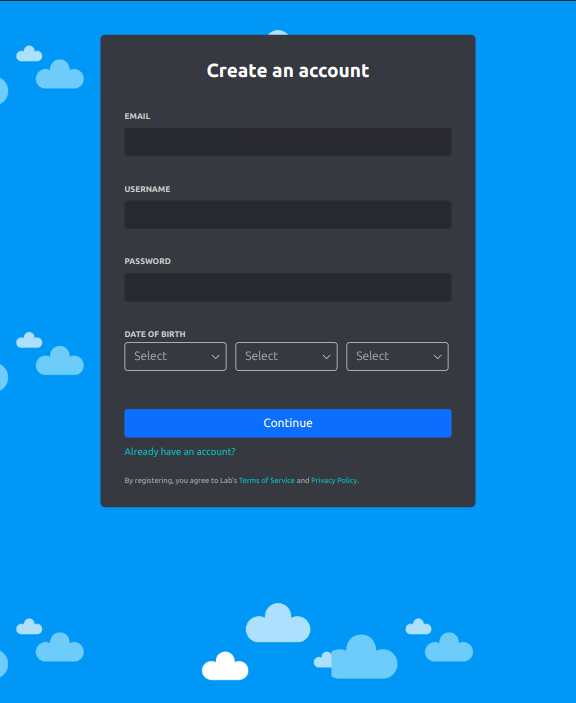 Create an account
EMAIL
USERNAME
PASSWORD
DATE OF BIRTH
Select Select Select
Continue
Already have an account?
By registering, you agree to Lab's Terms of Service and Privacy Policy.